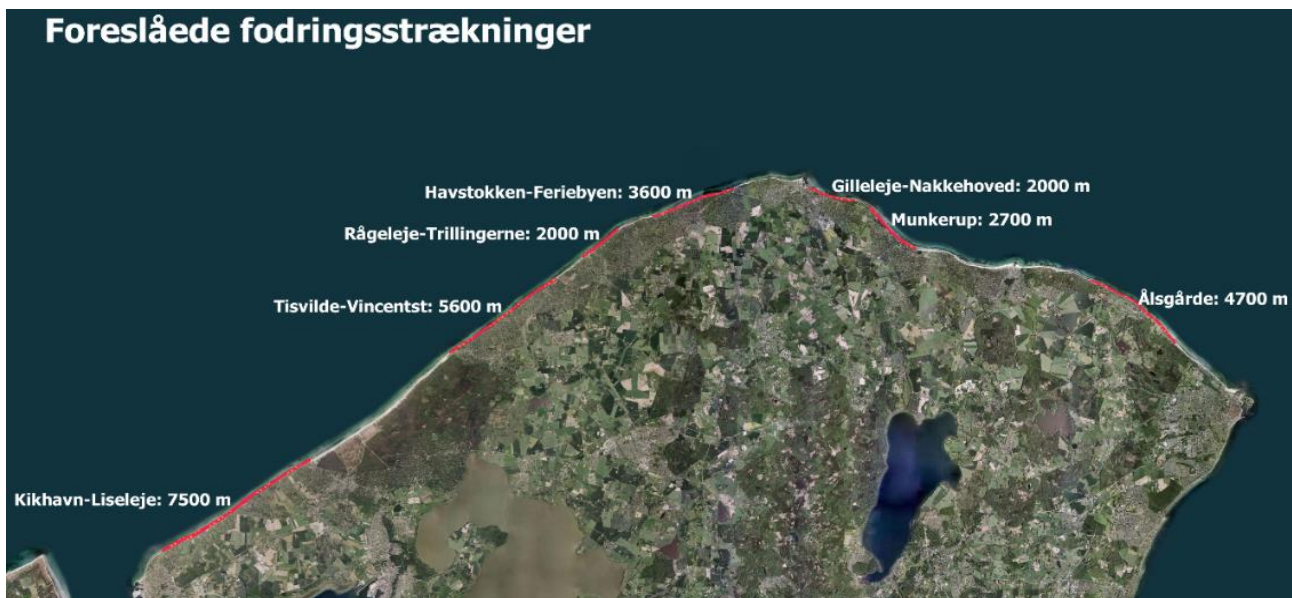 Foreslåede fodringsstrækninger
Havstokken-Feriebyen: 3600 m
Gilleleje-Nakkehoved: 2000 m
Munkerup: 2700 m
Rågeleje-Trillingerne: 2000 m
Tisvilde-Vincentst: 5600 m
Ålsgårde: 4700 m
Kikhavn-Liseleje: 7500 m